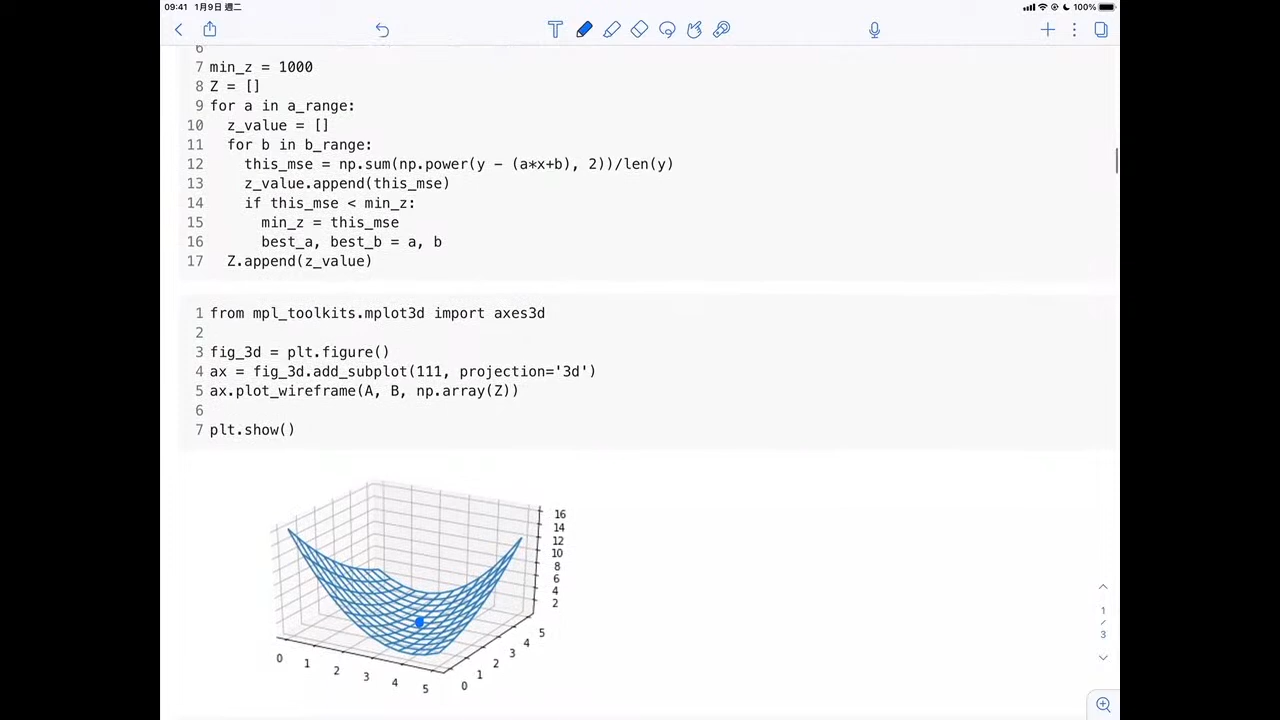 09:41 1月9日 週二
100%
6
7 min_z = 1000
8 Z = []
9 for a in a_range:
10 z_value = []
11 for b in b_range:
12 this_mse = np.sum(np.power(y - (a*x+b), 2))/len(y)
13 z_value.append(this_mse)
14 if this_mse < min_z:
15 min_z = this_mse
16 best_a, best_b = a, b
17 Z.append(z_value)
1 from mpl_toolkits.mplot3d import axes3d
2
3 fig_3d = plt.figure()
4 ax = fig_3d.add_subplot(111, projection='3d')
5 ax.plot_wireframe(A, B, np.array(Z))
6
7 plt.show()
16
14
12
10
8
6
4
2
0 1 2 3 4 5
0 1 2 3 4 5
1
/
3